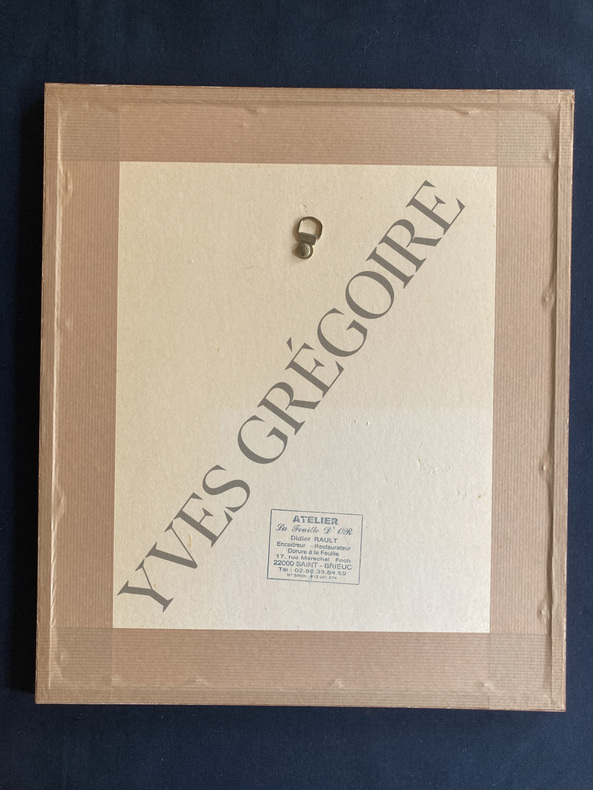 YVES GRÉGOIRE
ATELIER
La Feuille D'OR
Didier RAULT
Encadreur - Restaurateur
Dorure à la Feuille
17, rue Maréchal Foch
22000 SAINT - BRIEUC
Tél : 02.96.33.84.59